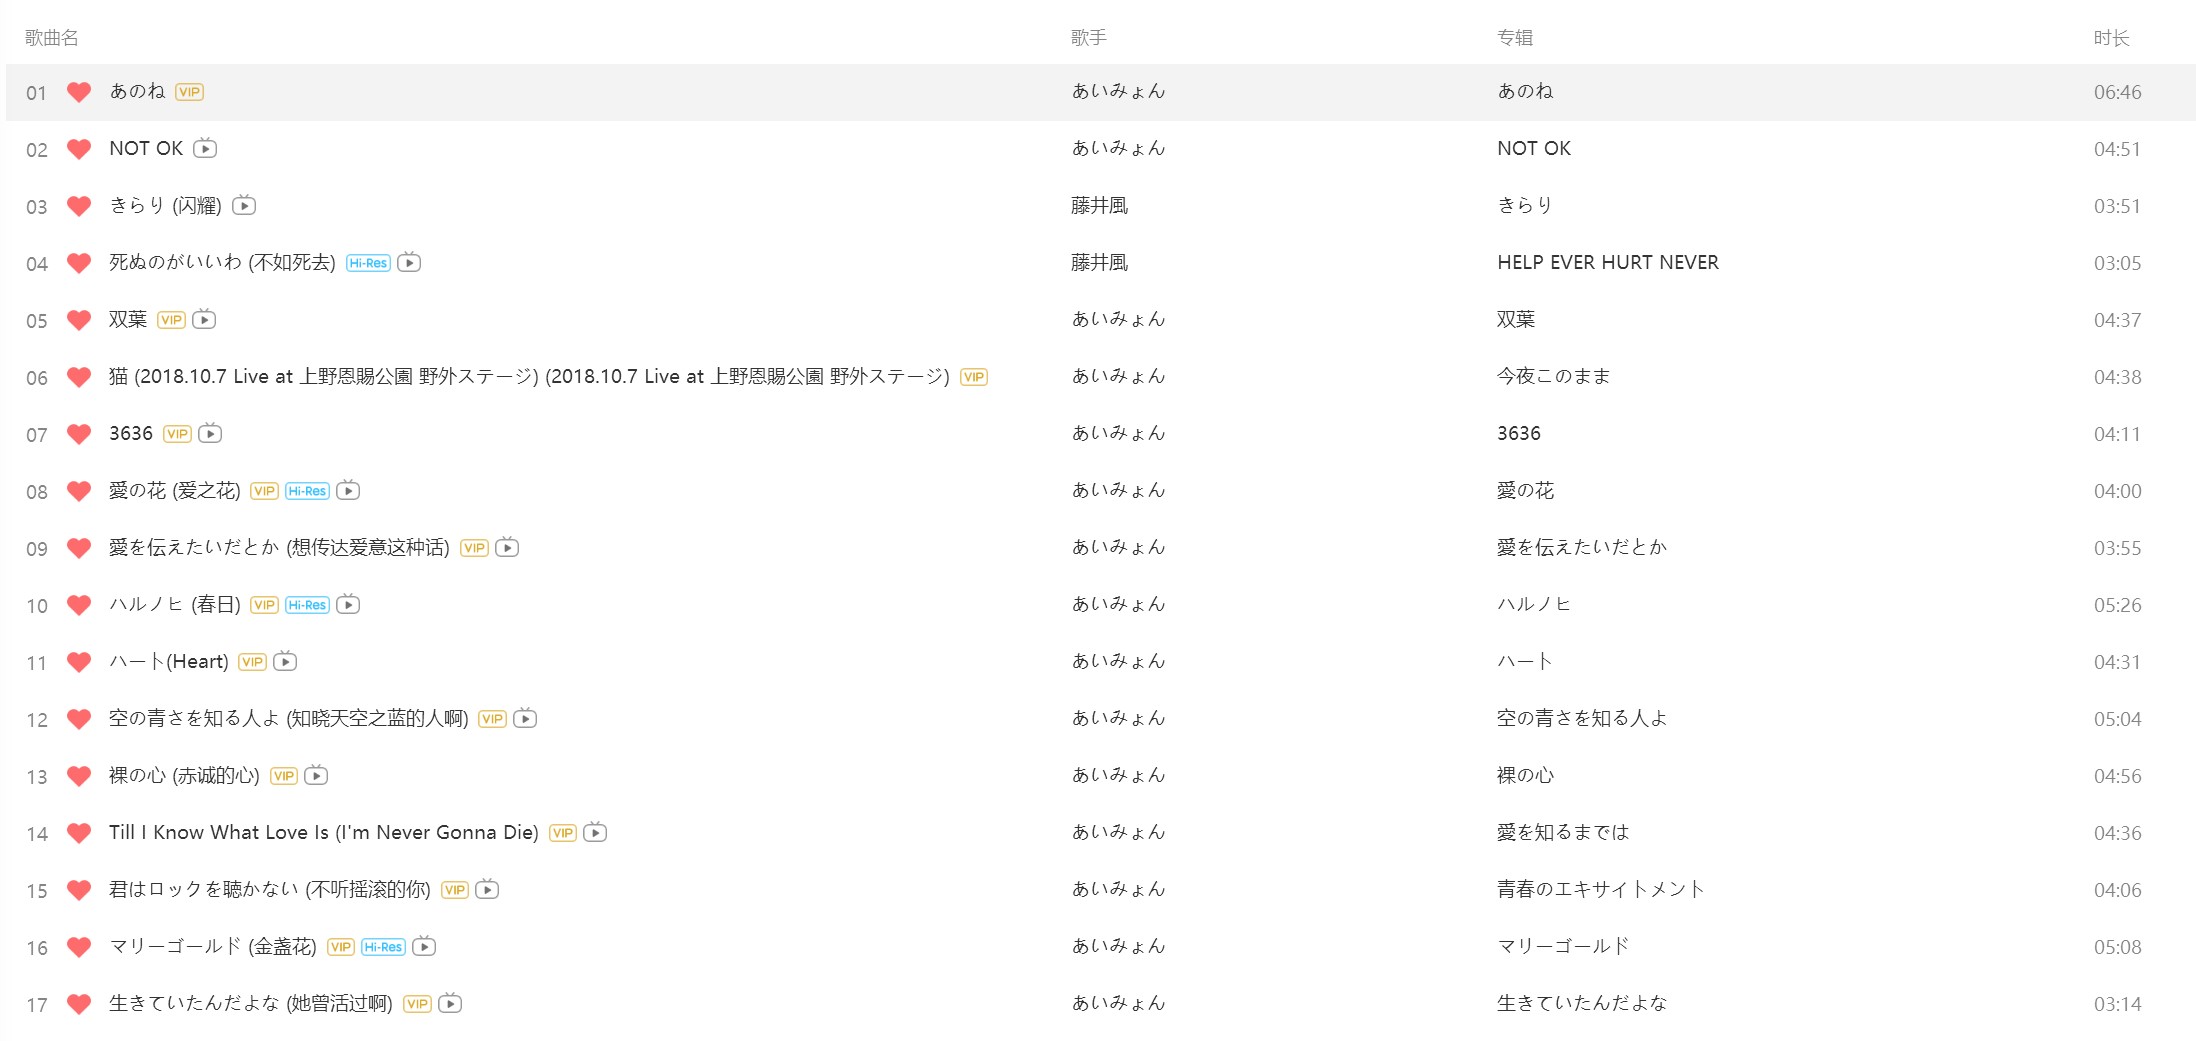 歌曲名 歌手 专辑 时长
01 あのね VIP あいみょん あのね 06:46
02 NOT OK あいみょん NOT OK 04:51
03 きらり (闪耀) 藤井風 きらり 03:51
04 死ぬのがいいわ (不如死去) Hi-Res 藤井風 HELP EVER HURT NEVER 03:05
05 双葉 VIP あいみょん 双葉 04:37
06 猫 (2018.10.7 Live at 上野恩賜公園 野外ステージ) (2018.10.7 Live at 上野恩賜公園 野外ステージ) VIP あいみょん 今夜このまま 04:38
07 3636 VIP あいみょん 3636 04:11
08 愛の花 (爱之花) VIP Hi-Res あいみょん 愛の花 04:00
09 愛を伝えたいだとか (想传达爱意这种话) VIP あいみょん 愛を伝えたいだとか 03:55
10 ハルノヒ (春日) VIP Hi-Res あいみょん ハルノヒ 05:26
11 ハート(Heart) VIP あいみょん ハート 04:31
12 空の青さを知る人よ (知晓天空之蓝的人啊) VIP あいみょん 空の青さを知る人よ 05:04
13 裸の心 (赤诚的心) VIP あいみょん 裸の心 04:56
14 Till I Know What Love Is (I'm Never Gonna Die) VIP あいみょん 愛を知るまでは 04:36
15 君はロックを聴かない (不听摇滚的你) VIP あいみょん 青春のエキサイトメント 04:06
16 マリーゴールド (金盏花) VIP Hi-Res あいみょん マリーゴールド 05:08
17 生きていたんだよな (她曾活过啊) VIP あいみょん 生きていたんだよな 03:14